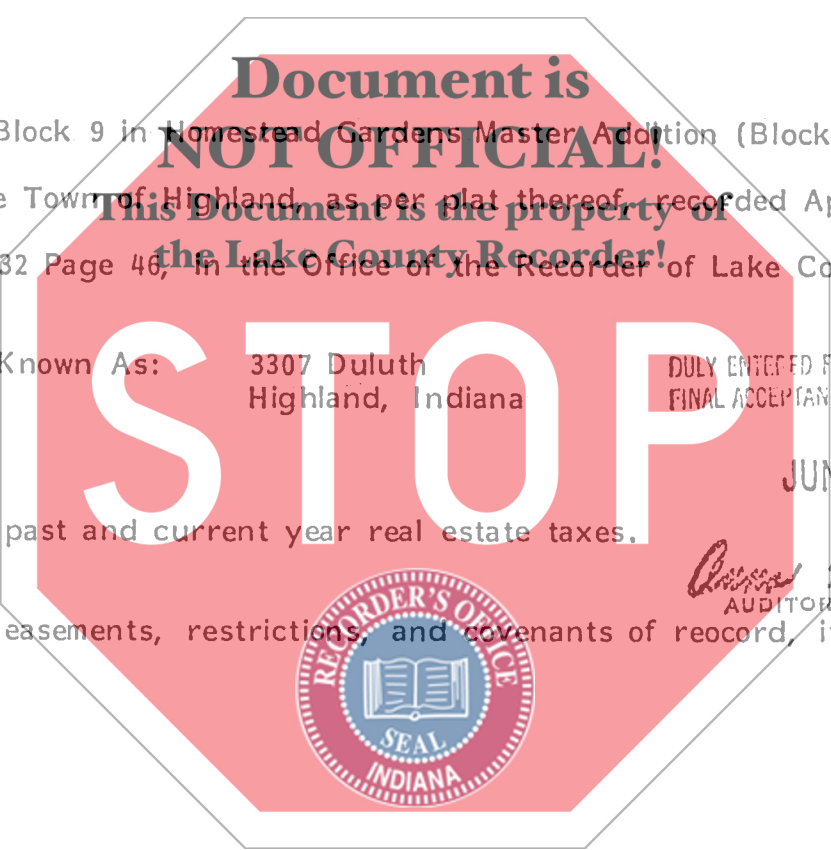 Document is
Block 9 in Homestead Gardens Master Addition (Block
NOT OFFICIAL!
e Town of Highland, as per plat thereof, recorded Ap
This Document is the property of
the Lake County Recorder!
32 Page 46, in the Office of the Recorder of Lake Co
Known As: 3307 Duluth DULY ENTERED F
Highland, Indiana FINAL ACCEPTAN
STOP
JUN
past and current year real estate taxes.
AUDITOR
easements, restrictions, and covenants of reocord, i
RECORDER'S OFFICE
SEAL
INDIANA